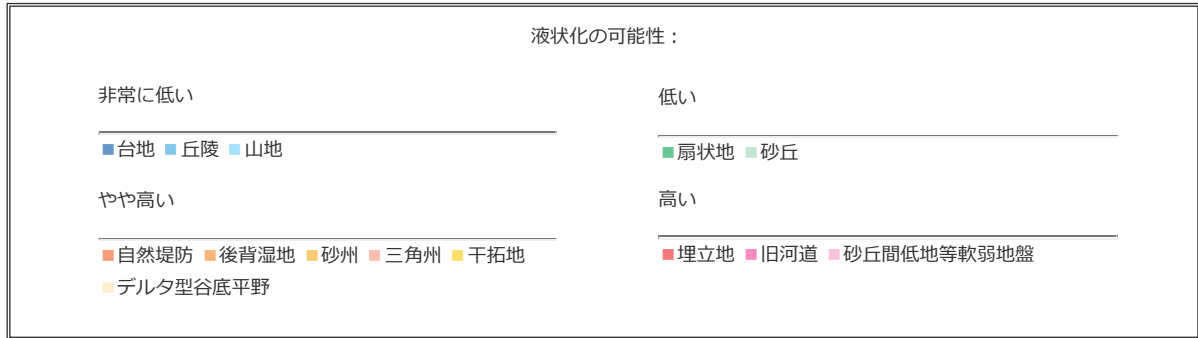 液状化の可能性：
非常に低い
台地 丘陵 山地
低い
扇状地 砂丘
やや高い
自然堤防 後背湿地 砂州 三角州 干拓地
デルタ型谷底平野
高い
埋立地 旧河道 砂丘間低地等軟弱地盤